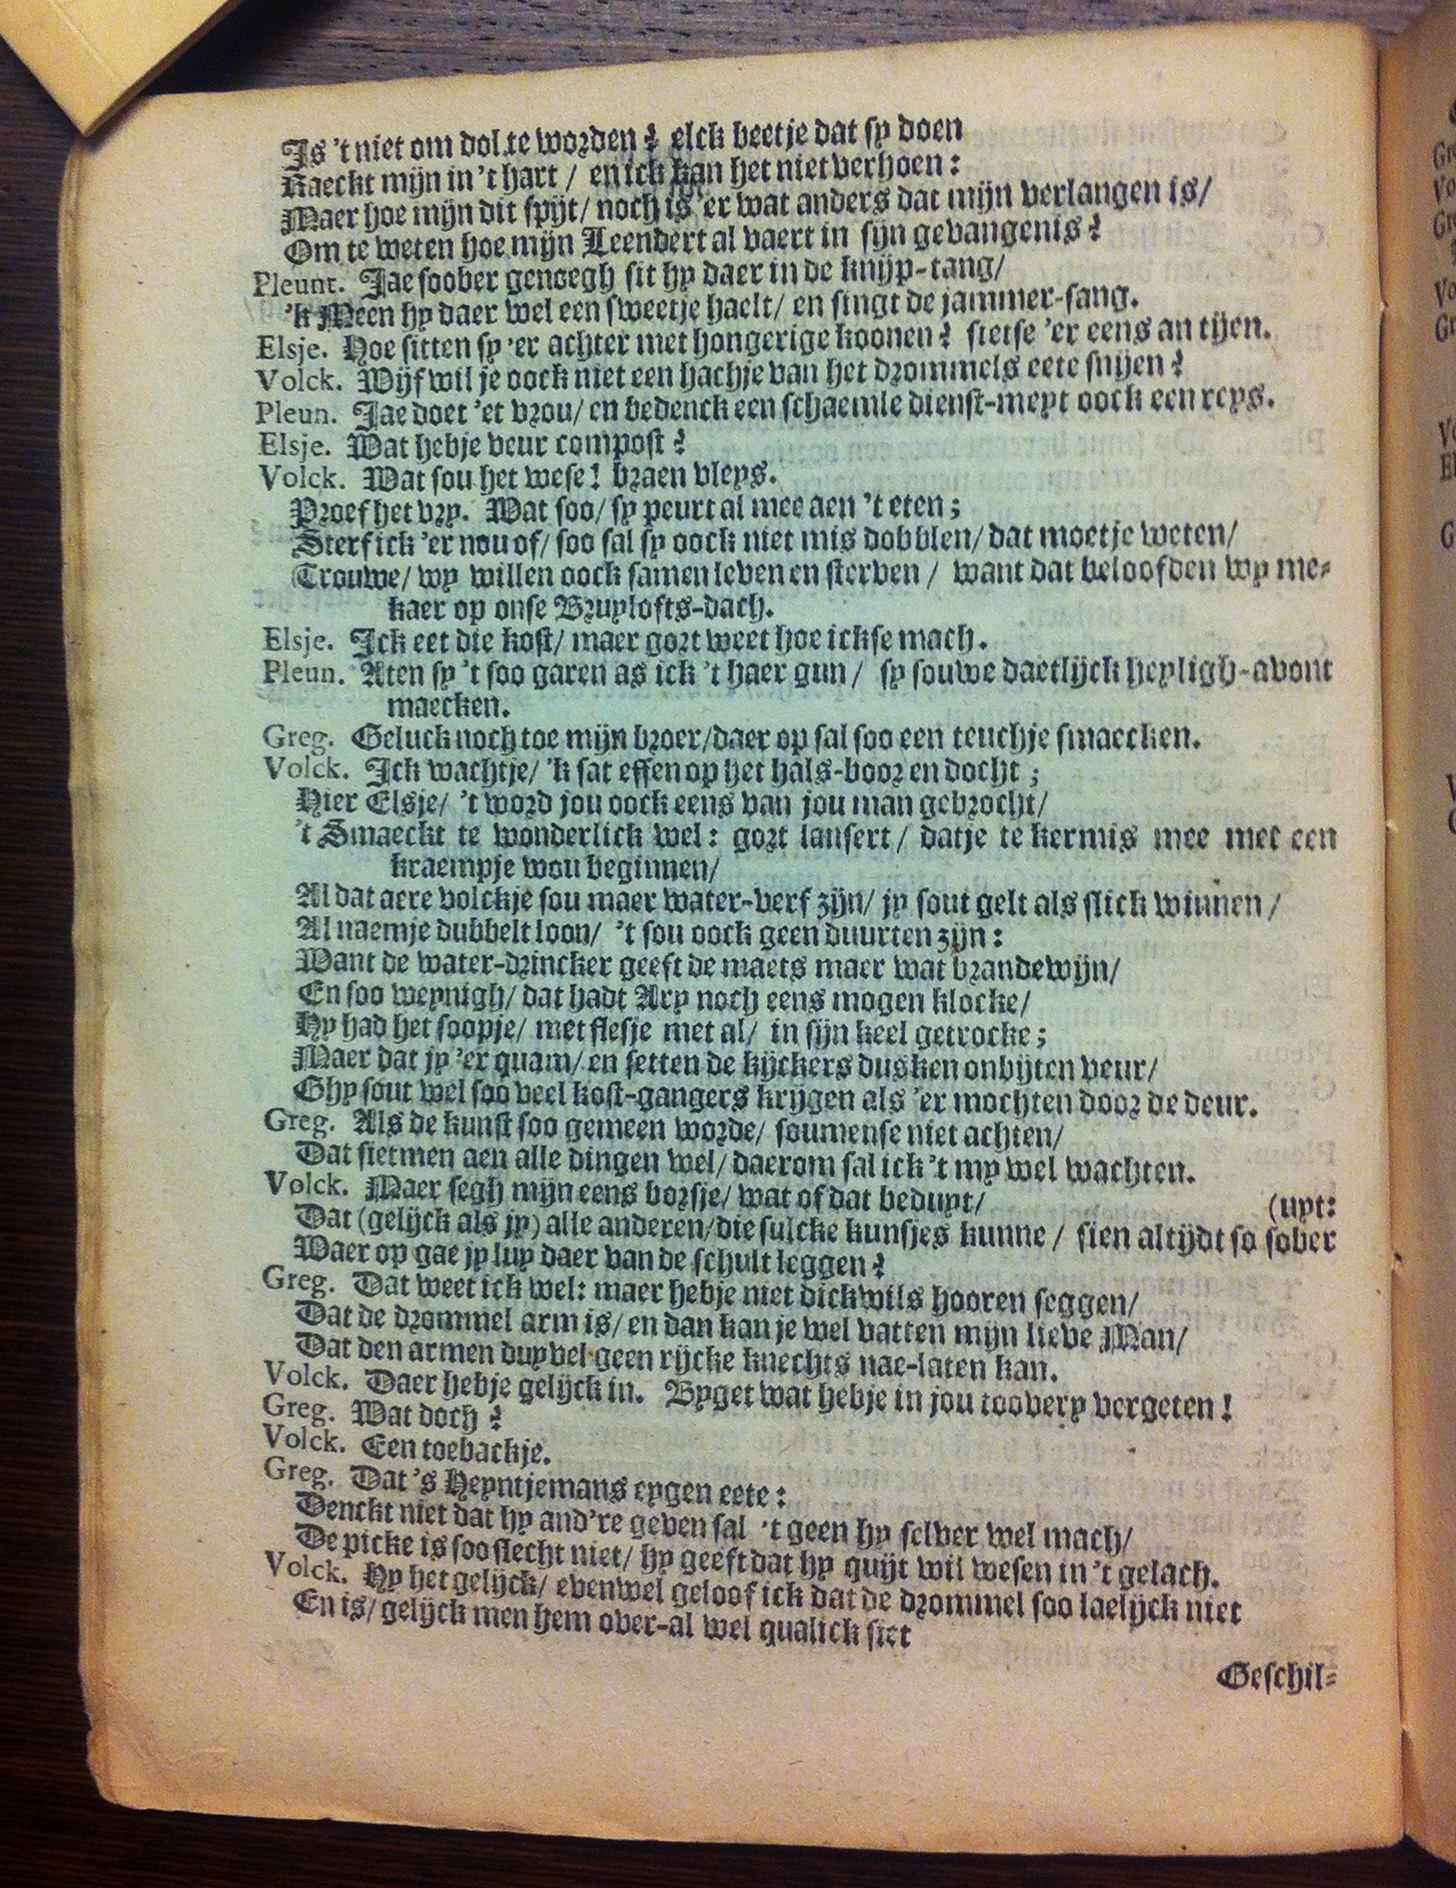 Is 't niet om dol te worden? elck beetje dat sy doen
Raeckt mijn in 't hart / en ick kan het niet verhoen:
Maer hoe mijn dit spijt / noch is 'er wat anders dat mijn verlangen is /
Om te weten hoe mijn Leendert al vaert in sijn gevangenis?
Pleunt. Jae soober genoegh sit hy daer in de knijp-tang /
'k Meen hy daer wel een sweetje haelt / en singt de jammer-sang.
Elsje. Hoe sitten sy 'er achter met hongerige koonen? sietse 'er eens an tijen.
Volck. Wijf wil je oock niet een hachje van het drommels eete snijen?
Pleun. Jae doet 'et vrou / en bedenck een schaemle dienst-meyt oock een reys.
Elsje. Wat hebje veur compost?
Volck. Wat sou het wese! braen vleys.
Proef het vry. Wat soo / sy peurt al mee aen 't eten;
Sterf ick 'er nou of / soo sal sy oock niet mis dobblen / dat moetje weten /
Trouwe / wy willen oock samen leven en sterven / want dat beloofden wy me-
kaer op onse Bruylofts-dach.
Elsje. Ick eet die kost / maer gort weet hoe ickse mach.
Pleun. Aten sy 't soo garen as ick 't haer gun / sy souwe daetlijck heyligh-avont
maecken.
Greg. Geluck noch toe mijn broer / daer op sal soo een teuchje smaecken.
Volck. Ick wachtje / 'k sat effen op het hals-boor en docht;
Hier Elsje / 't word jou oock eens van jou man gebrocht /
't Smaeckt te wonderlick wel: gort lausert / datje te kermis mee met een
kraempje wou beginnen /
Al dat aere volckje sou maer water-verf zijn / jy sout gelt als slick winnen /
Al naemje dubbelt loon / 't sou oock geen duurten zijn:
Want de water-drincker geeft de maets maer wat brandewijn /
En soo weynigh / dat hadt Ary noch eens mogen klocke /
Hy had het soopje / met flesje met al / in sijn keel getrocke;
Maer dat jy 'er quam / en setten de kijckers dusken onbijten veur /
Ghy sout wel soo veel kost-gangers krijgen als 'er mochten door de deur.
Greg. Als de kunst soo gemeen worde / soumense niet achten /
Dat sietmen aen alle dingen wel / daerom sal ick 't my wel wachten.
Volck. Maer segh mijn eens borsje / wat of dat beduyt / (uyt:
Dat (gelijck als jy) alle anderen / die sulcke kunsjes kunne / sien altijdt so sober
Waer op gae jy luy daer van de schult leggen?
Greg. Dat weet ick wel: maer hebje niet dickwils hooren seggen /
Dat de drommel arm is / en dan kan je wel vatten mijn lieve Man /
Dat den armen duyvel geen rijcke knechts nae-laten kan.
Volck. Daer hebje gelijck in. Byget wat hebje in jou toovery vergeten!
Greg. Wat doch?
Volck. Een toebackje.
Greg. Dat 's Heyntjemans eygen eete:
Denckt niet dat hy and're geven sal 't geen hy selver wel mach /
De picke is soo slecht niet / hy geeft dat hy quijt wil wesen in 't gelach.
Volck. Hy het gelijck / evenwel geloof ick dat de drommel soo laelijck niet
En is / gelijck men hem over-al wel qualick siet
Geschil-